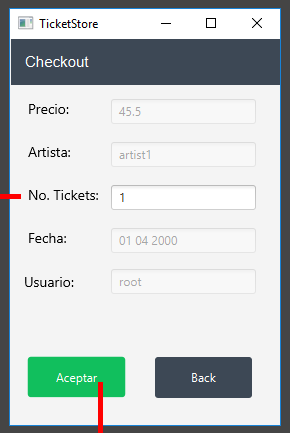 TicketStore
Checkout
Precio: 45.5
Artista: artist1
No. Tickets: 1
Fecha: 01 04 2000
Usuario: root
Aceptar Back